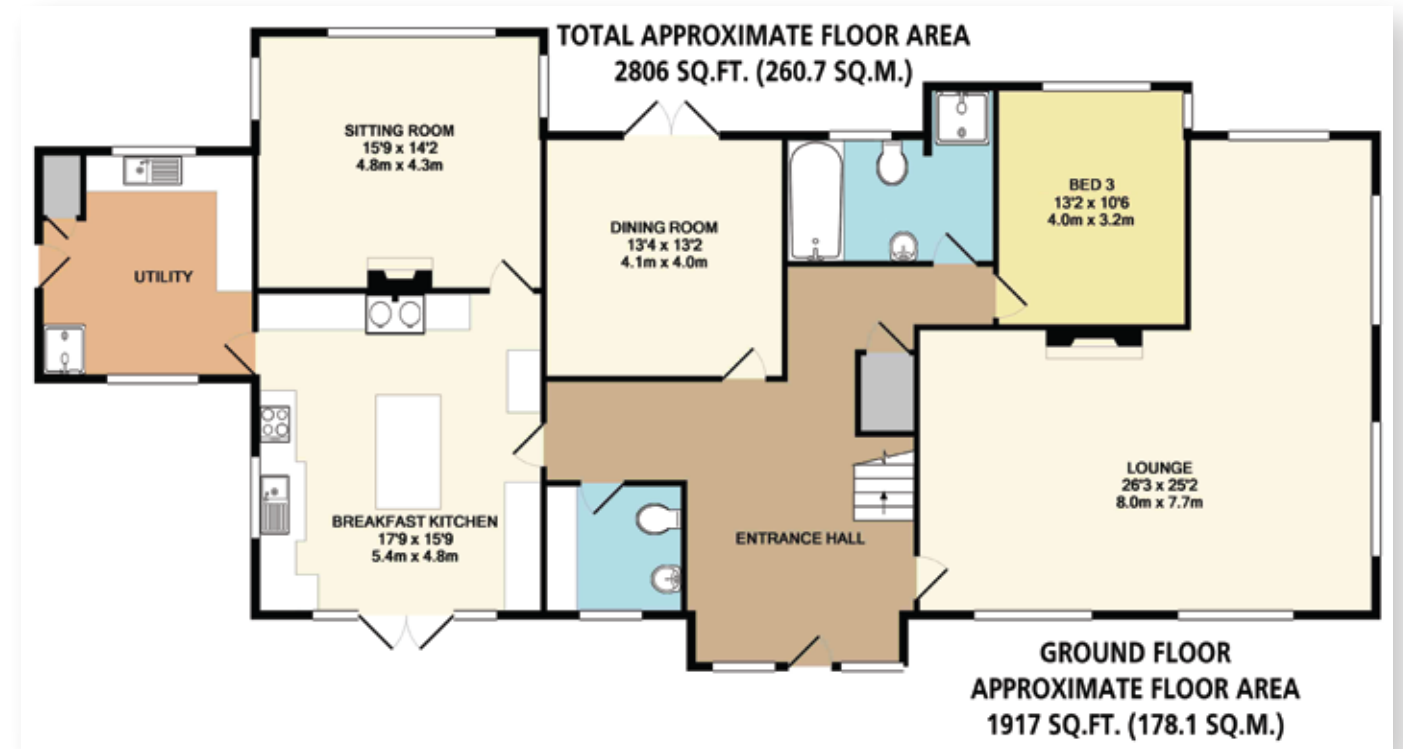 TOTAL APPROXIMATE FLOOR AREA
2806 SQ.FT. (260.7 SQ.M.)
SITTING ROOM
15'9 x 14'2
4.8m x 4.3m
UTILITY
DINING ROOM
13'4 x 13'2
4.1m x 4.0m
BED 3
13'2 x 10'6
4.0m x 3.2m
BREAKFAST KITCHEN
17'9 x 15'9
5.4m x 4.8m
ENTRANCE HALL
LOUNGE
26'3 x 25'2
8.0m x 7.7m
GROUND FLOOR
APPROXIMATE FLOOR AREA
1917 SQ.FT. (178.1 SQ.M.)